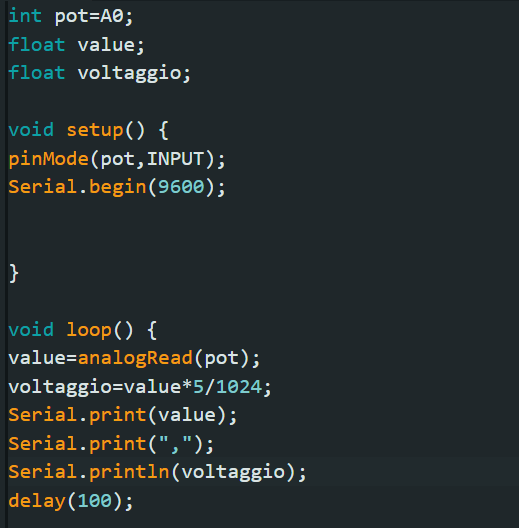 int pot=A0;
float value;
float voltaggio;
void setup() {
pinMode(pot,INPUT);
Serial.begin(9600);
}
void loop() {
value=analogRead(pot);
voltaggio=value*5/1024;
Serial.print(value);
Serial.print(",");
Serial.println(voltaggio);
delay(100);